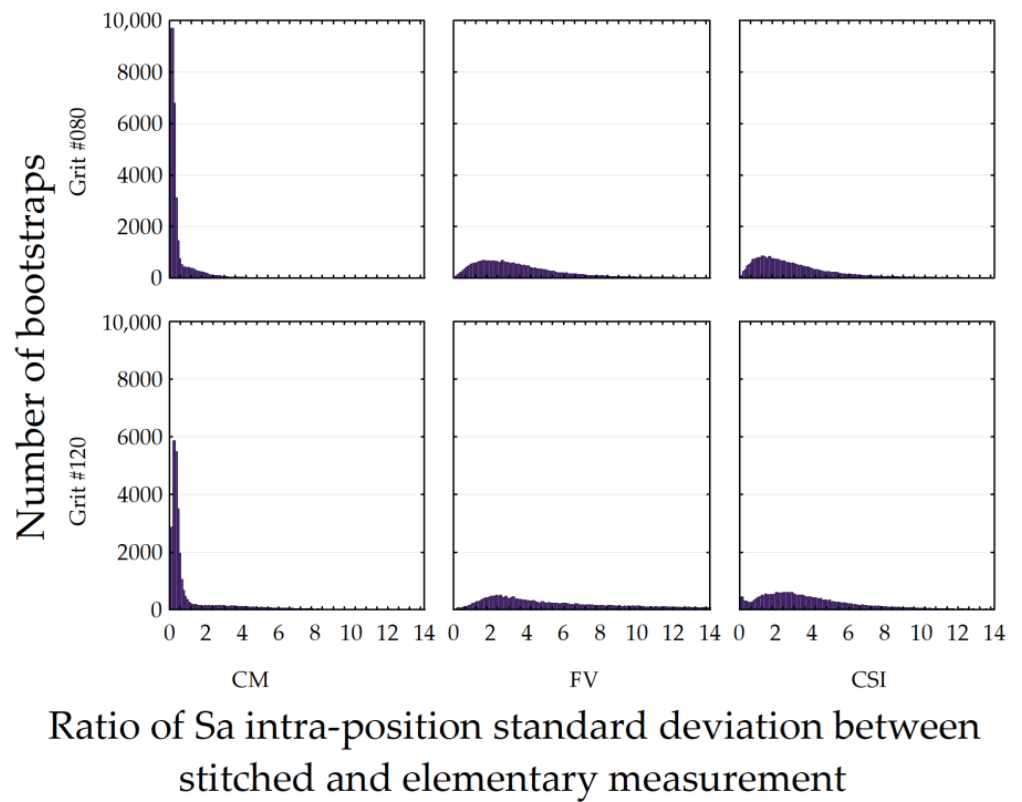 10,000
8000
6000
4000
2000
0
Grit #080
Number of bootstraps
10,000
8000
6000
4000
2000
0
Grit #120
0 2 4 6 8 10 12 14 0 2 4 6 8 10 12 14 0 2 4 6 8 10 12 14
CM FV CSI
Ratio of Sa intra-position standard deviation between
stitched and elementary measurement